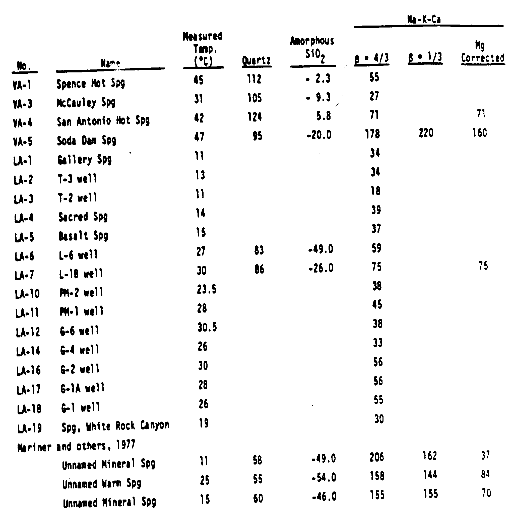 Na-K-Ca
Measured Temp. (°C) Amorphous SiO2 Mg
No. Name Quartz β = 4/3 β = 1/3 Corrected
VA-1 Spence Hot Spg 45 112 - 2.3 55
VA-3 McCauley Spg 31 105 - 9.3 27
VA-4 San Antonio Hot Spg 42 124 5.8 71 71
VA-5 Soda Dam Spg 47 95 -20.0 178 220 160
LA-1 Gallery Spg 11 34
LA-2 T-3 well 13 34
LA-3 T-2 well 11 18
LA-4 Sacred Spg 14 39
LA-5 Basalt Spg 15 37
LA-6 L-6 well 27 83 -49.0 59
LA-7 L-1B well 30 86 -26.0 75 75
LA-10 PM-2 well 23.5 38
LA-11 PM-1 well 28 45
LA-12 G-6 well 30.5 38
LA-14 G-4 well 26 33
LA-16 G-2 well 30 56
LA-17 G-1A well 28 56
LA-18 G-1 well 26 55
LA-19 Spg, White Rock Canyon 19 30
Mariner and others, 1977
Unnamed Mineral Spg 11 58 -49.0 206 162 37
Unnamed Warm Spg 25 55 -54.0 158 144 84
Unnamed Mineral Spg 15 60 -46.0 155 155 70